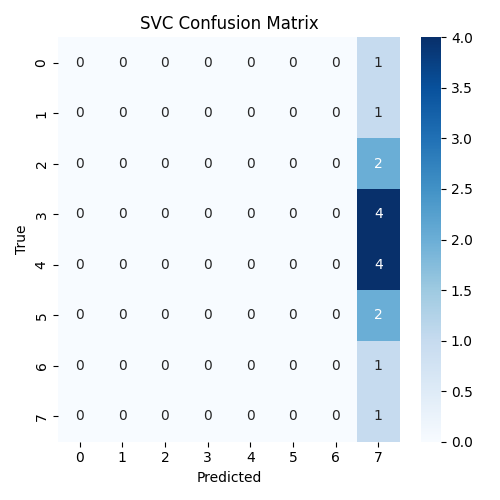 SVC Confusion Matrix
True
0 0 0 0 0 0 0 0 1
1 0 0 0 0 0 0 0 1
2 0 0 0 0 0 0 0 2
3 0 0 0 0 0 0 0 4
4 0 0 0 0 0 0 0 4
5 0 0 0 0 0 0 0 2
6 0 0 0 0 0 0 0 1
7 0 0 0 0 0 0 0 1
0 1 2 3 4 5 6 7
Predicted
4.0
3.5
3.0
2.5
2.0
1.5
1.0
0.5
0.0